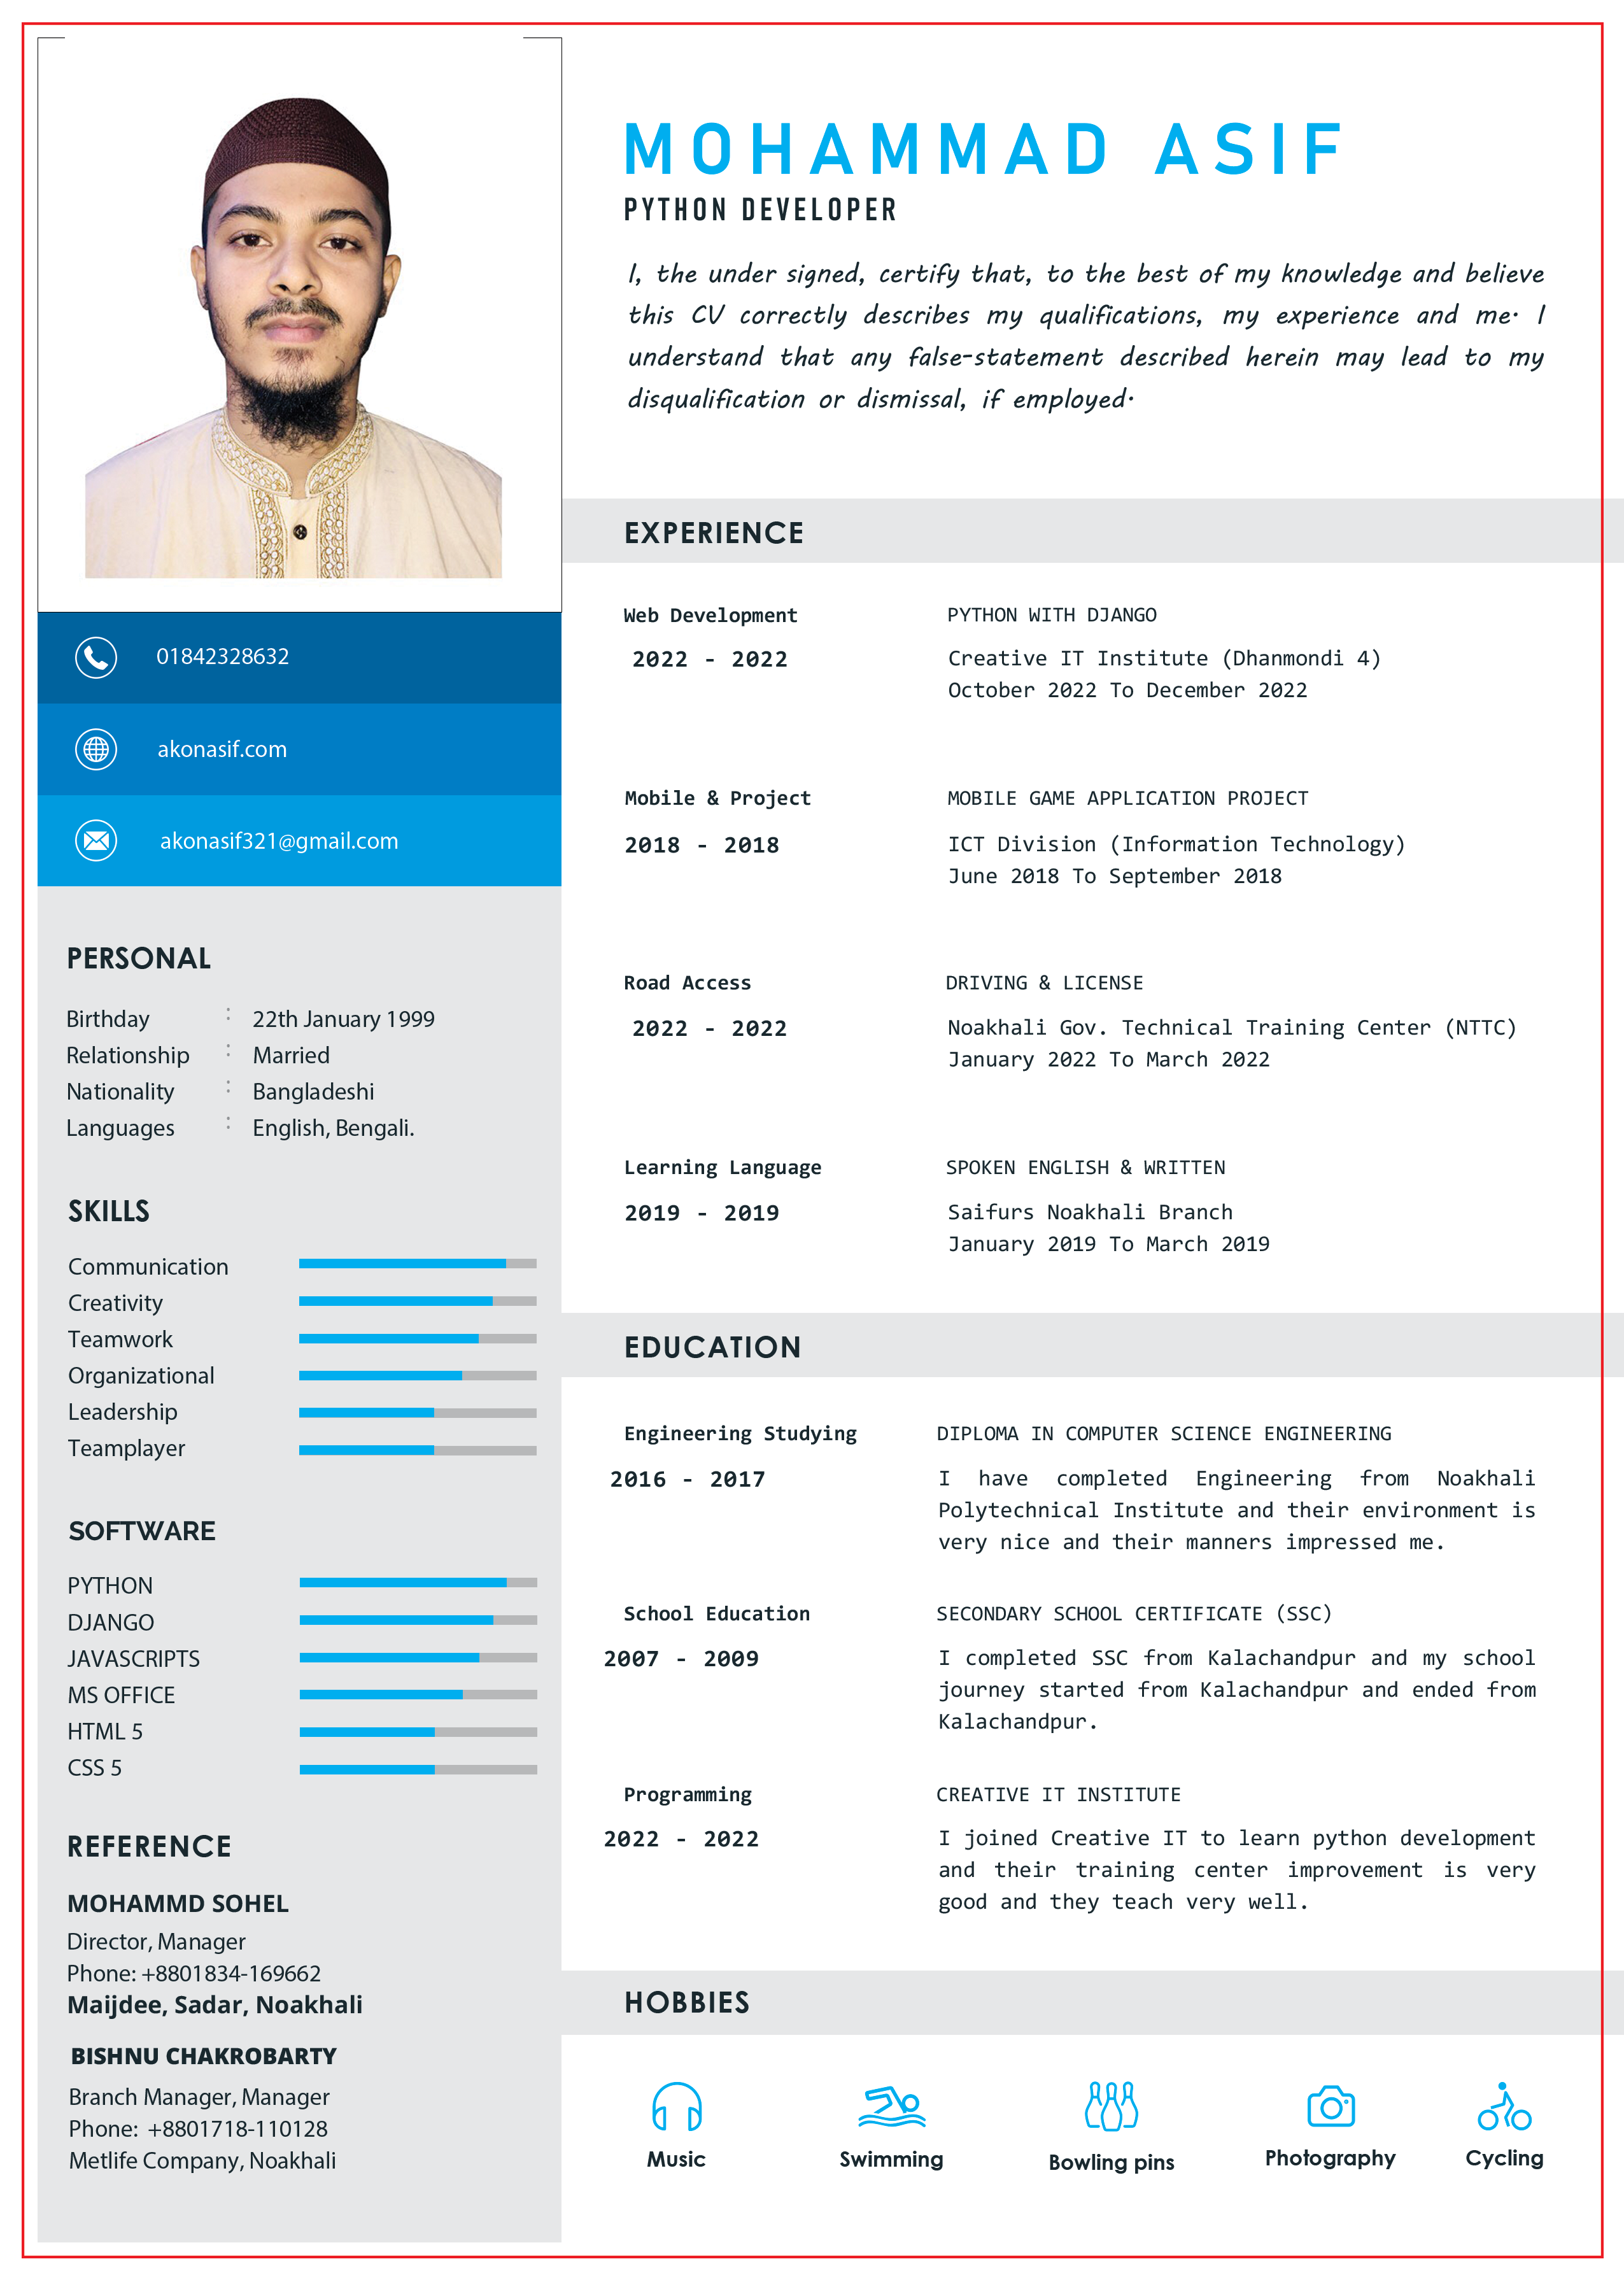 MOHAMMAD ASIF
PYTHON DEVELOPER
I, the under signed, certify that, to the best of my knowledge and believe
this CV correctly describes my qualifications, my experience and me. I
understand that any false-statement described herein may lead to my
disqualification or dismissal, if employed.
01842328632
akonasif.com
akonasif321@gmail.com
PERSONAL
Birthday : 22th January 1999
Relationship : Married
Nationality : Bangladeshi
Languages : English, Bengali.
SKILLS
Communication
Creativity
Teamwork
Organizational
Leadership
Teamplayer
SOFTWARE
PYTHON
DJANGO
JAVASCRIPTS
MS OFFICE
HTML 5
CSS 5
REFERENCE
MOHAMMD SOHEL
Director, Manager
Phone: +8801834-169662
Maijdee, Sadar, Noakhali
BISHNU CHAKROBARTY
Branch Manager, Manager
Phone: +8801718-110128
Metlife Company, Noakhali
EXPERIENCE
Web Development
2022 - 2022
PYTHON WITH DJANGO
Creative IT Institute (Dhanmondi 4)
October 2022 To December 2022
Mobile & Project
2018 - 2018
MOBILE GAME APPLICATION PROJECT
ICT Division (Information Technology)
June 2018 To September 2018
Road Access
2022 - 2022
DRIVING & LICENSE
Noakhali Gov. Technical Training Center (NTTC)
January 2022 To March 2022
Learning Language
2019 - 2019
SPOKEN ENGLISH & WRITTEN
Saifurs Noakhali Branch
January 2019 To March 2019
EDUCATION
Engineering Studying
2016 - 2017
DIPLOMA IN COMPUTER SCIENCE ENGINEERING
I have completed Engineering from Noakhali
Polytechnical Institute and their environment is
very nice and their manners impressed me.
School Education
2007 - 2009
SECONDARY SCHOOL CERTIFICATE (SSC)
I completed SSC from Kalachandpur and my school
journey started from Kalachandpur and ended from
Kalachandpur.
Programming
2022 - 2022
CREATIVE IT INSTITUTE
I joined Creative IT to learn python development
and their training center improvement is very
good and they teach very well.
HOBBIES
Music
Swimming
Bowling pins
Photography
Cycling